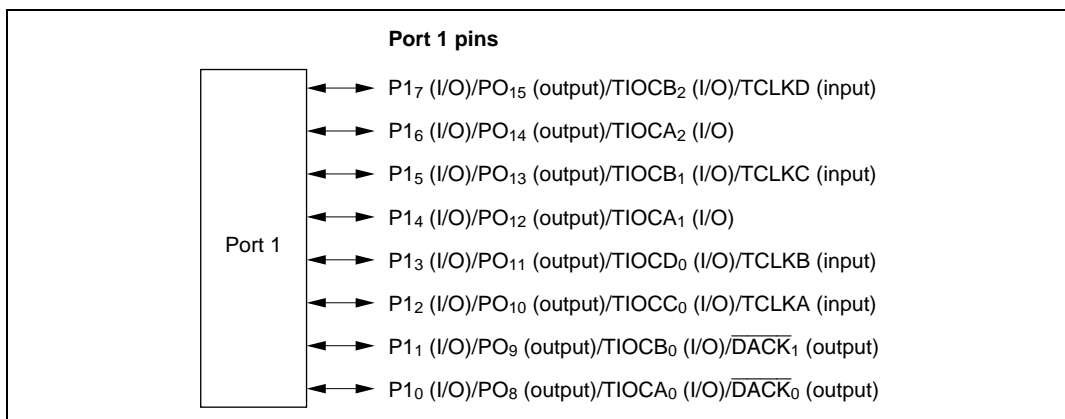 Port 1 pins
P1₇ (I/O)/PO₁₅ (output)/TIOCB₂ (I/O)/TCLKD (input)
P1₆ (I/O)/PO₁₄ (output)/TIOCA₂ (I/O)
P1₅ (I/O)/PO₁₃ (output)/TIOCB₁ (I/O)/TCLKC (input)
P1₄ (I/O)/PO₁₂ (output)/TIOCA₁ (I/O)
Port 1
P1₃ (I/O)/PO₁₁ (output)/TIOCD₀ (I/O)/TCLKB (input)
P1₂ (I/O)/PO₁₀ (output)/TIOCC₀ (I/O)/TCLKA (input)
P1₁ (I/O)/PO₉ (output)/TIOCB₀ (I/O)/D̅A̅C̅K̅₁ (output)
P1₀ (I/O)/PO₈ (output)/TIOCA₀ (I/O)/D̅A̅C̅K̅₀ (output)